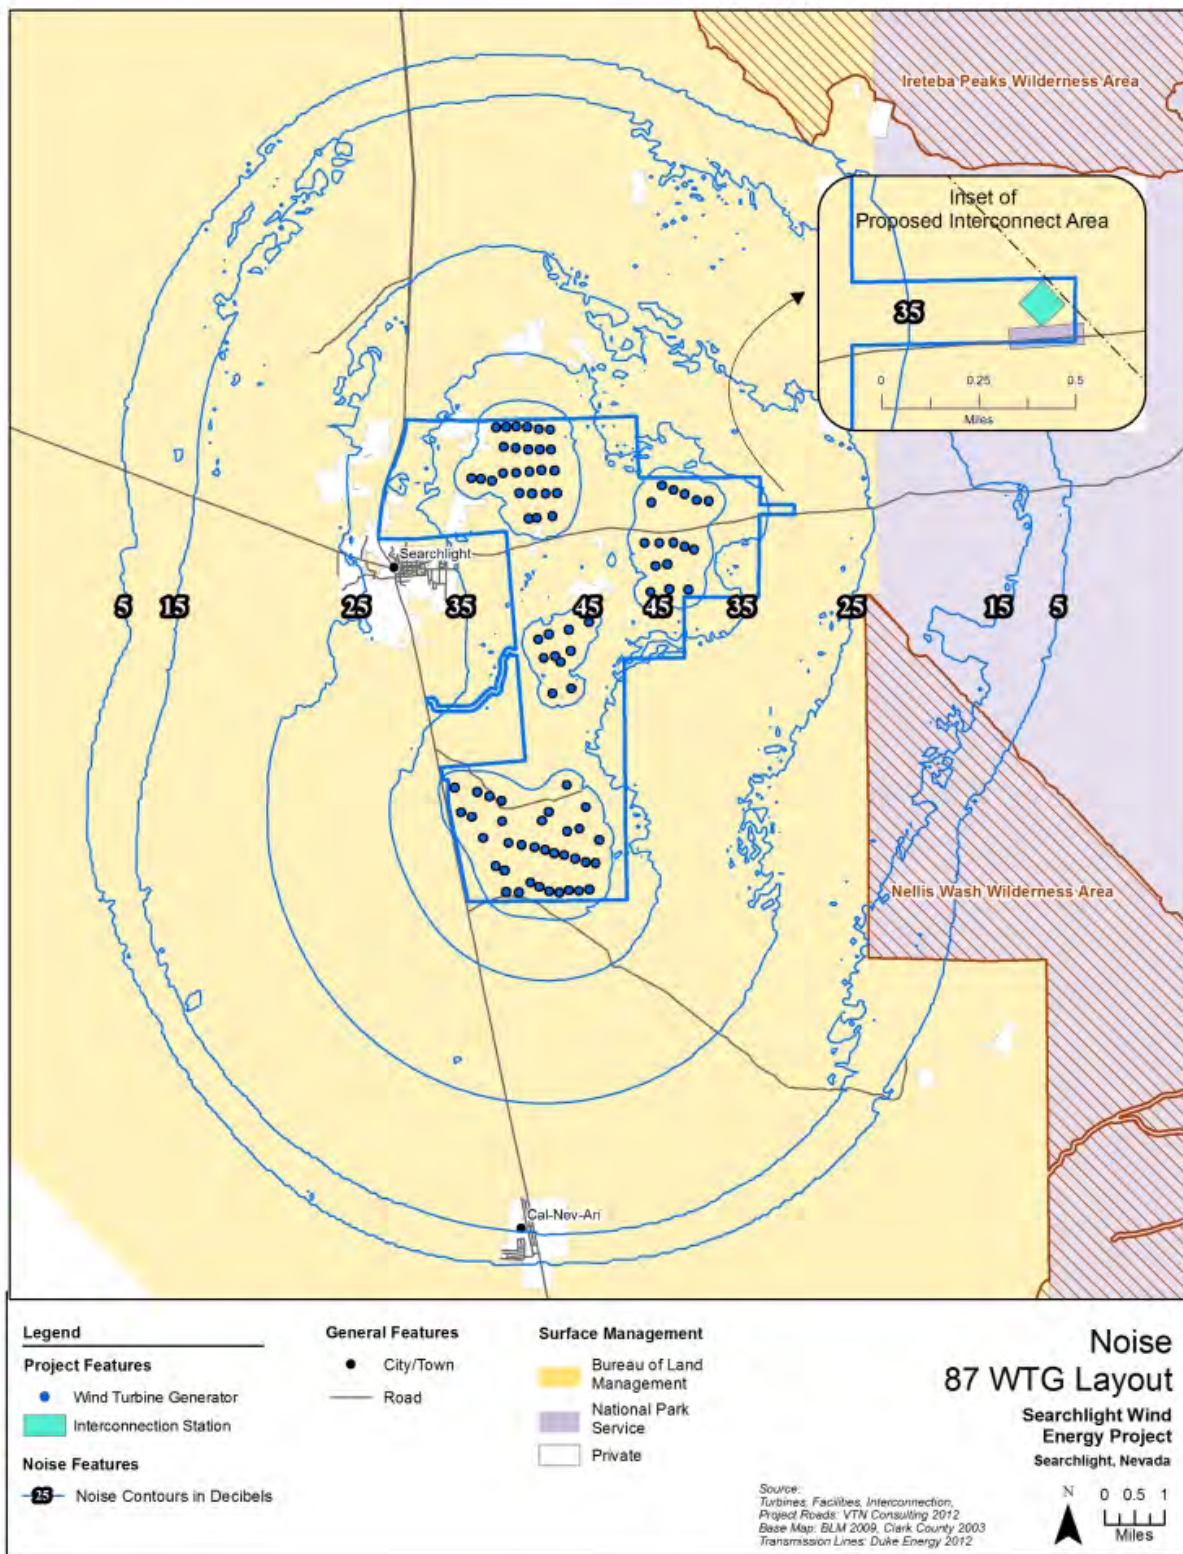 Ireteba Peaks Wilderness Area
Inset of
Proposed Interconnect Area
35
0 0.25 0.5
Miles
Searchlight
5 15 25 35 45 45 35 25 15 5
Nellis Wash Wilderness Area
Cal-Nev-Ari
Legend
Project Features
Wind Turbine Generator
Interconnection Station
Noise Features
25 Noise Contours in Decibels
General Features
City/Town
Road
Surface Management
Bureau of Land
Management
National Park
Service
Private
Noise
87 WTG Layout
Searchlight Wind
Energy Project
Searchlight, Nevada
Source:
Turbines, Facilities, Interconnection,
Project Roads: VTN Consulting 2012
Base Map: BLM 2009, Clark County 2003
Transmission Lines: Duke Energy 2012
N
0 0.5 1
Miles